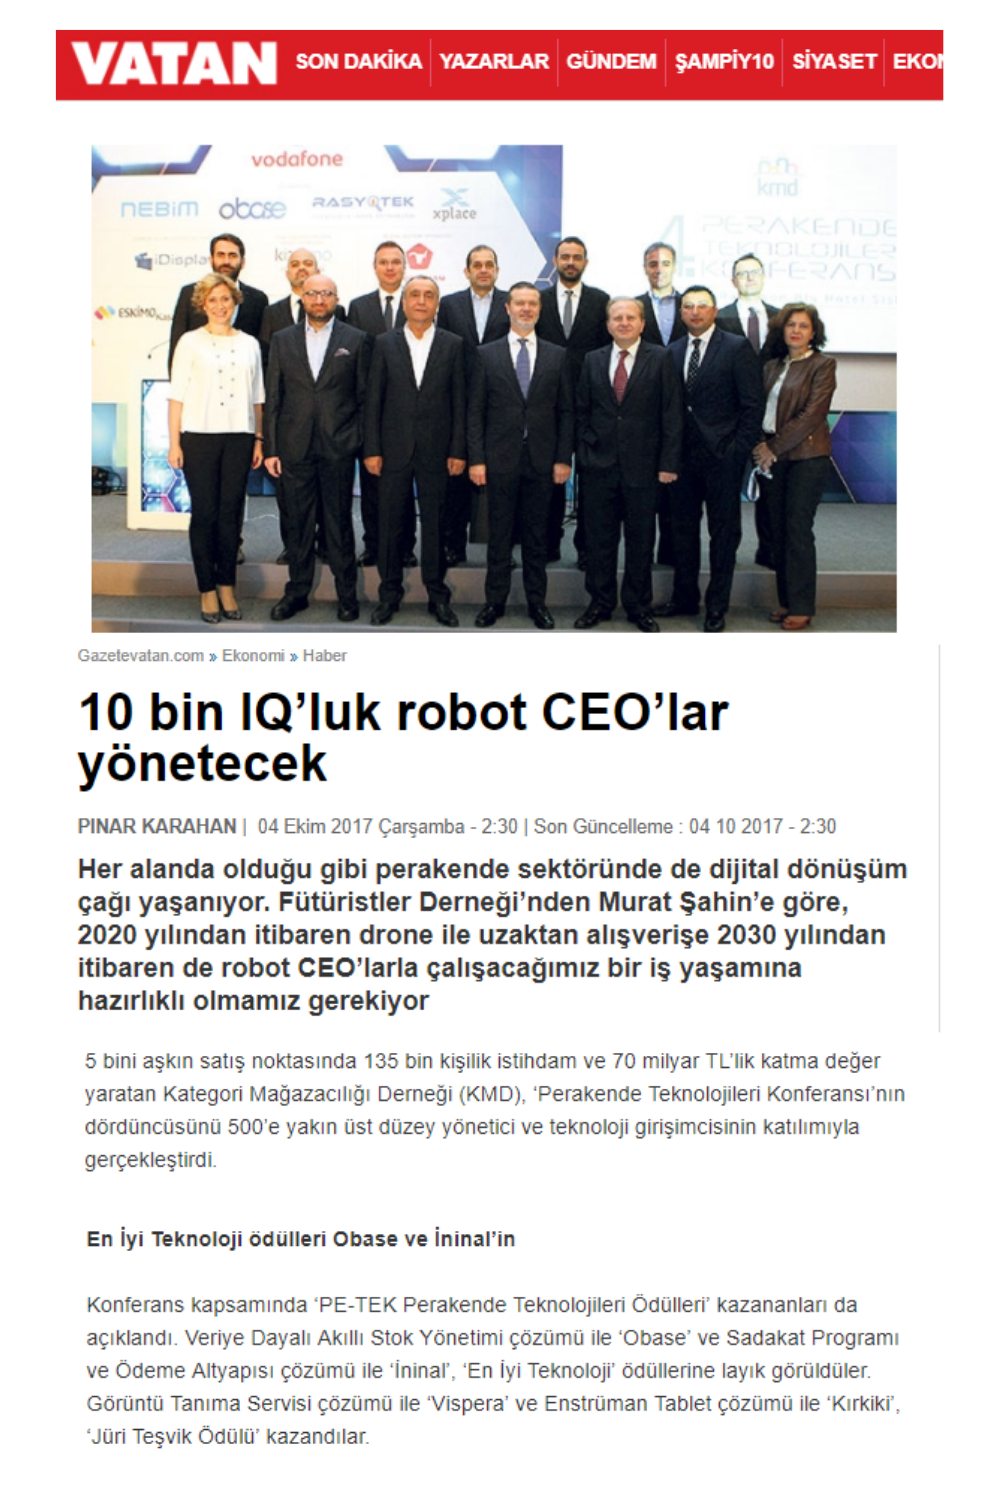 VATAN SON DAKİKA YAZARLAR GÜNDEM ŞAMPİY10 SİYASET
vodafone
kmd
NEBiM obase RASYOTEK xplace
4. PERAKENDE
TEKNOLOJİLERİ
KONFERANSI
iDisplay
ESKİMO
Gazetevatan.com » Ekonomi » Haber
10 bin IQ’luk robot CEO’lar
yönetecek
PINAR KARAHAN | 04 Ekim 2017 Çarşamba - 2:30 | Son Güncelleme : 04 10 2017 - 2:30
Her alanda olduğu gibi perakende sektöründe de dijital dönüşüm
çağı yaşanıyor. Fütüristler Derneği’nden Murat Şahin’e göre,
2020 yılından itibaren drone ile uzaktan alışverişe 2030 yılından
itibaren de robot CEO’larla çalışacağımız bir iş yaşamına
hazırlıklı olmamız gerekiyor
5 bini aşkın satış noktasında 135 bin kişilik istihdam ve 70 milyar TL’lik katma değer
yaratan Kategori Mağazacılığı Derneği (KMD), ‘Perakende Teknolojileri Konferansı’nın
dördüncüsünü 500’e yakın üst düzey yönetici ve teknoloji girişimcisinin katılımıyla
gerçekleştirdi.
En İyi Teknoloji ödülleri Obase ve İninal’in
Konferans kapsamında ‘PE-TEK Perakende Teknolojileri Ödülleri’ kazananları da
açıklandı. Veriye Dayalı Akıllı Stok Yönetimi çözümü ile ‘Obase’ ve Sadakat Programı
ve Ödeme Altyapısı çözümü ile ‘İninal’, ‘En İyi Teknoloji’ ödüllerine layık görüldüler.
Görüntü Tanıma Servisi çözümü ile ‘Vispera’ ve Enstrüman Tablet çözümü ile ‘Kırkiki’,
‘Jüri Teşvik Ödülü’ kazandılar.